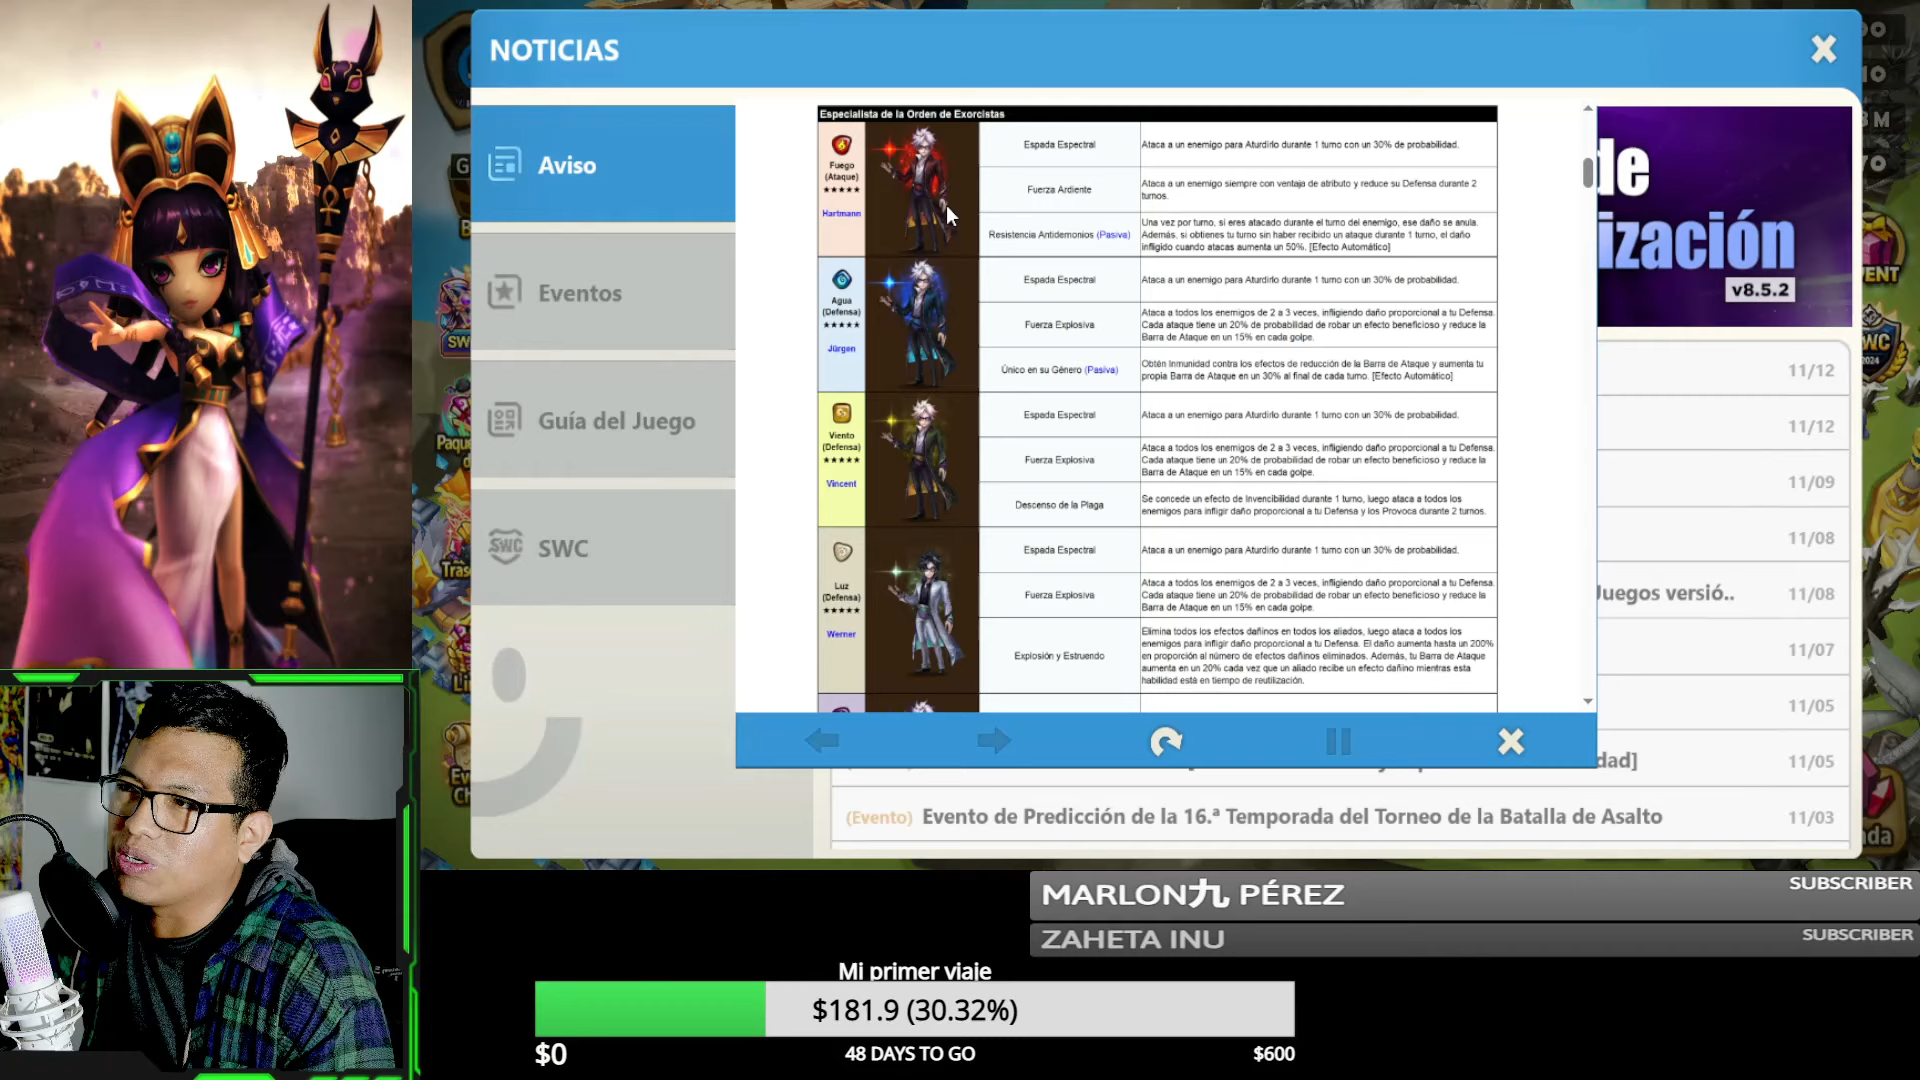 NOTICIAS
Aviso
Eventos
Guía del Juego
SWC
Especialista de la Orden de Exorcistas
Fuego
(Ataque)
★★★★★
Hartmann
Espada Espectral
Ataca a un enemigo para Aturdirlo durante 1 turno con un 30% de probabilidad.
Fuerza Ardiente
Ataca a un enemigo siempre con ventaja de atributo y reduce su Defensa durante 2
turnos.
Resistencia Antidemonios (Pasiva)
Una vez por turno, si eres atacado durante el turno del enemigo, ese daño se anula.
Además, si obtienes tu turno sin haber recibido un ataque durante 1 turno, el daño
infligido cuando atacas aumenta un 50%. [Efecto Automático]
Agua
(Defensa)
★★★★★
Jürgen
Espada Espectral
Ataca a un enemigo para Aturdirlo durante 1 turno con un 30% de probabilidad.
Fuerza Explosiva
Ataca a todos los enemigos de 2 a 3 veces, infligiendo daño proporcional a tu Defensa.
Cada ataque tiene un 20% de probabilidad de robar un efecto beneficioso y reduce la
Barra de Ataque en un 15% en cada golpe.
Único en su Género (Pasiva)
Obtén Inmunidad contra los efectos de reducción de la Barra de Ataque y aumenta tu
propia Barra de Ataque en un 30% al final de cada turno. [Efecto Automático]
Viento
(Defensa)
★★★★★
Vincent
Espada Espectral
Ataca a un enemigo para Aturdirlo durante 1 turno con un 30% de probabilidad.
Fuerza Explosiva
Ataca a todos los enemigos de 2 a 3 veces, infligiendo daño proporcional a tu Defensa.
Cada ataque tiene un 20% de probabilidad de robar un efecto beneficioso y reduce la
Barra de Ataque en un 15% en cada golpe.
Descenso de la Plaga
Se concede un efecto de Invencibilidad durante 1 turno, luego ataca a todos los
enemigos para infligir daño proporcional a tu Defensa y los Provoca durante 2 turnos.
Luz
(Defensa)
★★★★★
Werner
Espada Espectral
Ataca a un enemigo para Aturdirlo durante 1 turno con un 30% de probabilidad.
Fuerza Explosiva
Ataca a todos los enemigos de 2 a 3 veces, infligiendo daño proporcional a tu Defensa.
Cada ataque tiene un 20% de probabilidad de robar un efecto beneficioso y reduce la
Barra de Ataque en un 15% en cada golpe.
Explosión y Estruendo
Elimina todos los efectos dañinos en todos los aliados, luego ataca a todos los
enemigos para infligir daño proporcional a tu Defensa. El daño aumenta hasta un 200%
en proporción al número de efectos dañinos eliminados. Además, tu Barra de Ataque
aumenta en un 20% cada vez que un aliado recibe un efecto dañino mientras esta
habilidad está en tiempo de reutilización.
de
ización
v8.5.2
11/12
11/12
11/09
11/08
Juegos versió..
11/08
11/07
11/05
dad]
11/05
(Evento) Evento de Predicción de la 16.ª Temporada del Torneo de la Batalla de Asalto
11/03
MARLON九 PÉREZ
SUBSCRIBER
ZAHETA INU
SUBSCRIBER
Mi primer viaje
$181.9 (30.32%)
$0
48 DAYS TO GO
$600